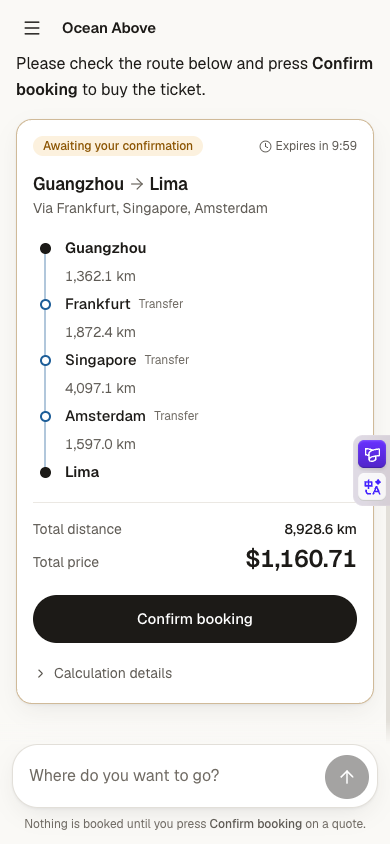 Ocean Above
Please check the route below and press Confirm
booking to buy the ticket.
Awaiting your confirmation
Expires in 9:59
Guangzhou → Lima
Via Frankfurt, Singapore, Amsterdam
Guangzhou
1,362.1 km
Frankfurt Transfer
1,872.4 km
Singapore Transfer
4,097.1 km
Amsterdam Transfer
1,597.0 km
Lima
Total distance 8,928.6 km
Total price $1,160.71
Confirm booking
Calculation details
中A
Where do you want to go?
Nothing is booked until you press Confirm booking on a quote.